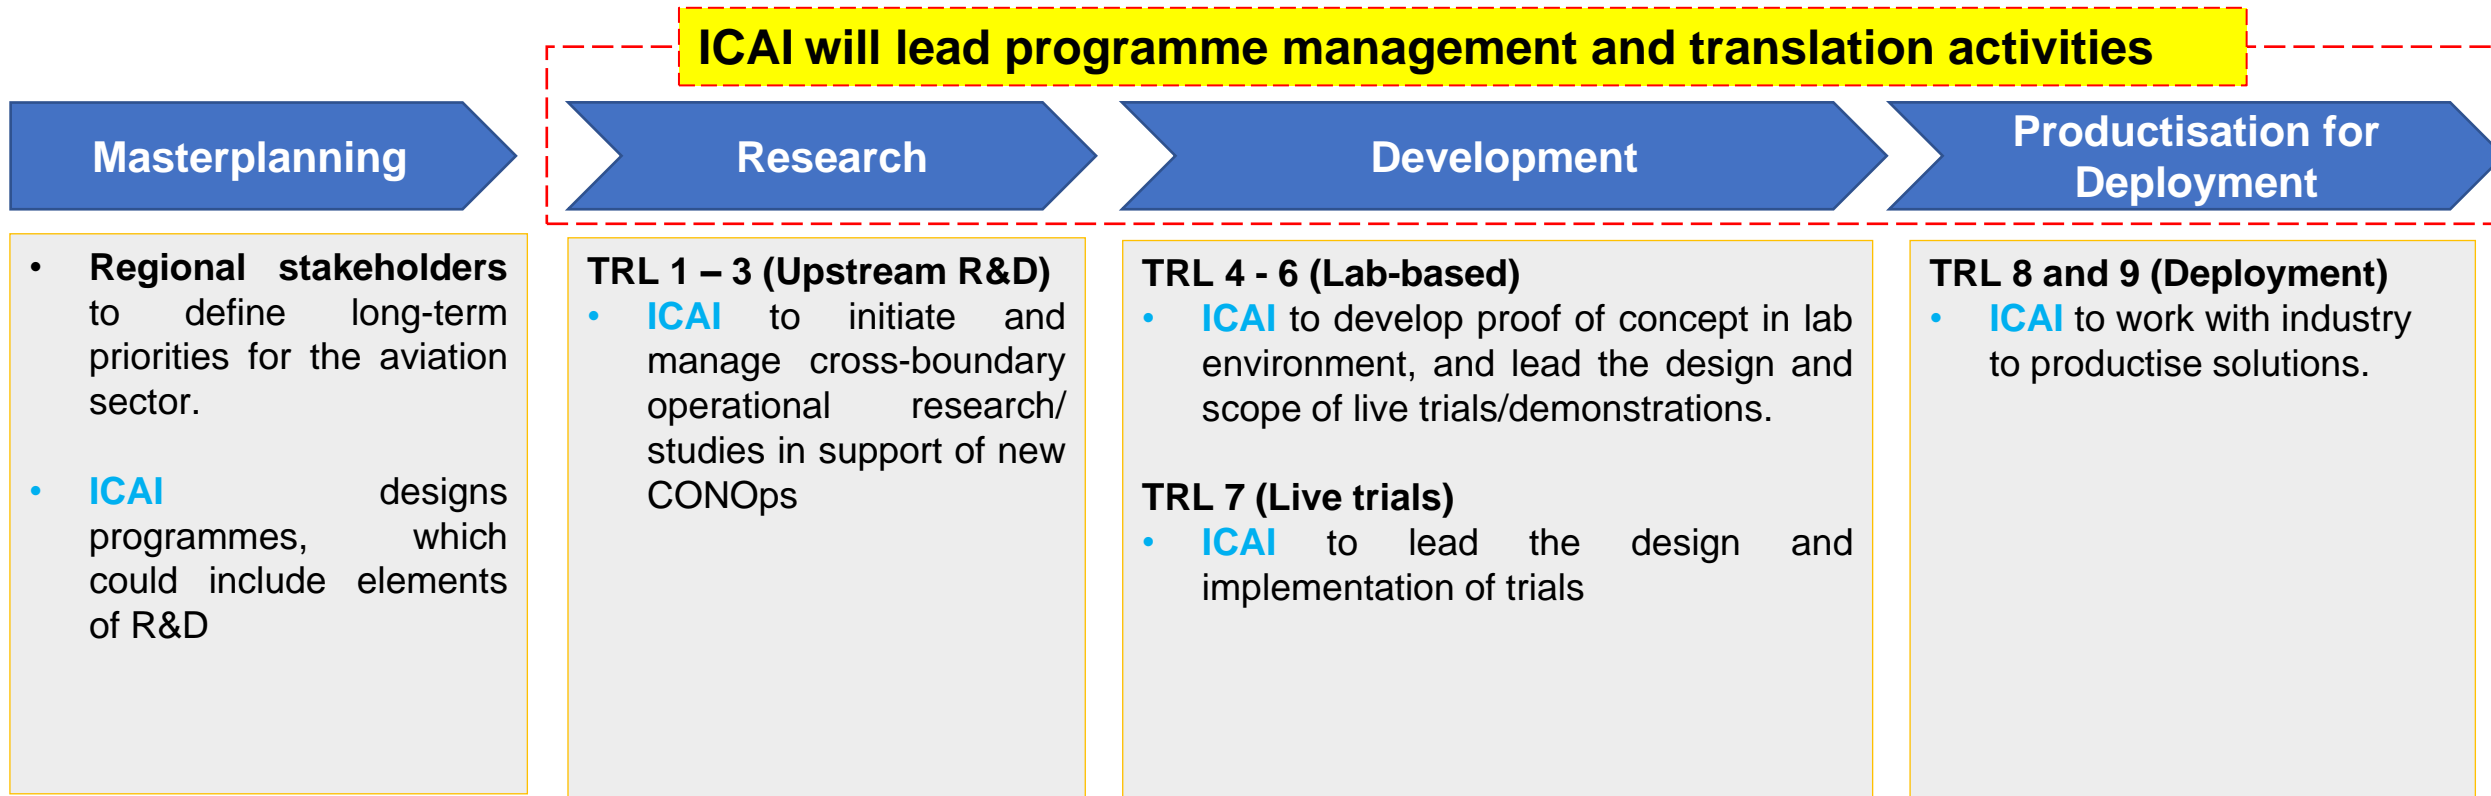 ICAI will lead programme management and translation activities
Masterplanning
Research
Development
Productisation for
Deployment
• Regional stakeholders
to define long-term
priorities for the aviation
sector.
• ICAI designs
programmes, which
could include elements
of R&D
TRL 1 – 3 (Upstream R&D)
• ICAI to initiate and
manage cross-boundary
operational research/
studies in support of new
CONOps
TRL 4 - 6 (Lab-based)
• ICAI to develop proof of concept in lab
environment, and lead the design and
scope of live trials/demonstrations.
TRL 7 (Live trials)
• ICAI to lead the design and
implementation of trials
TRL 8 and 9 (Deployment)
• ICAI to work with industry
to productise solutions.